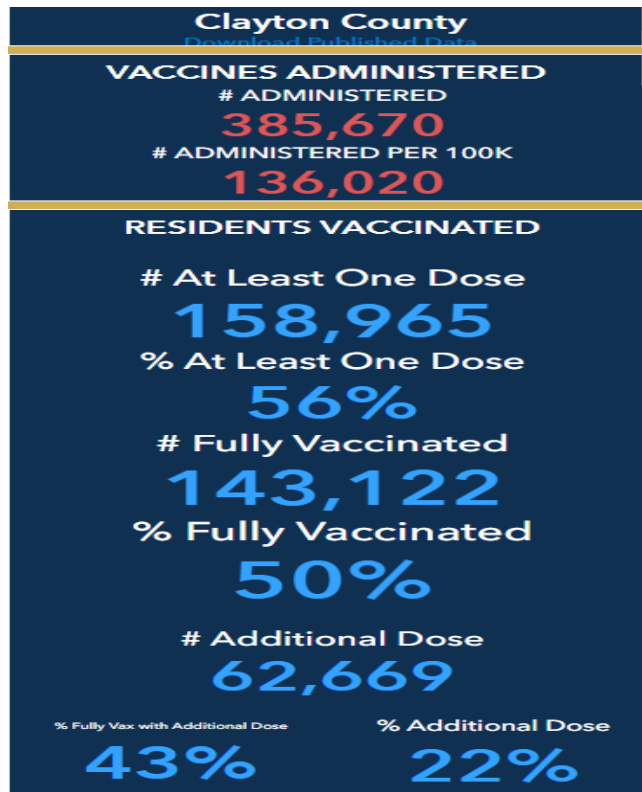 Clayton County
Download Published Data
VACCINES ADMINISTERED
# ADMINISTERED
385,670
# ADMINISTERED PER 100K
136,020
RESIDENTS VACCINATED
# At Least One Dose
158,965
% At Least One Dose
56%
# Fully Vaccinated
143,122
% Fully Vaccinated
50%
# Additional Dose
62,669
% Fully Vax with Additional Dose % Additional Dose
43% 22%